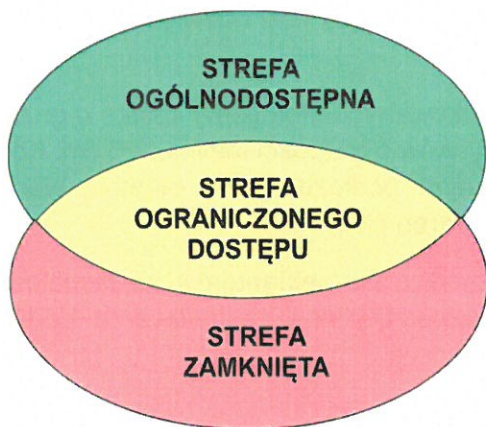 STREFA
OGÓLNODOSTĘPNA
STREFA
OGRANICZONEGO
DOSTĘPU
STREFA
ZAMKNIĘTA